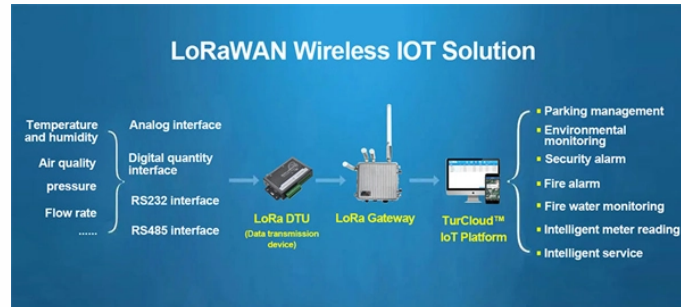 LoRaWAN Wireless IOT Solution
Temperature
and humidity
Air quality
pressure
Flow rate
......
Analog interface
Digital quantity
interface
RS232 interface
RS485 interface
LoRa DTU
(Data transmission
device)
LoRa Gateway
TurCloud™
IoT Platform
Parking management
Environmental
monitoring
Security alarm
Fire alarm
Fire water monitoring
Intelligent meter reading
Intelligent service